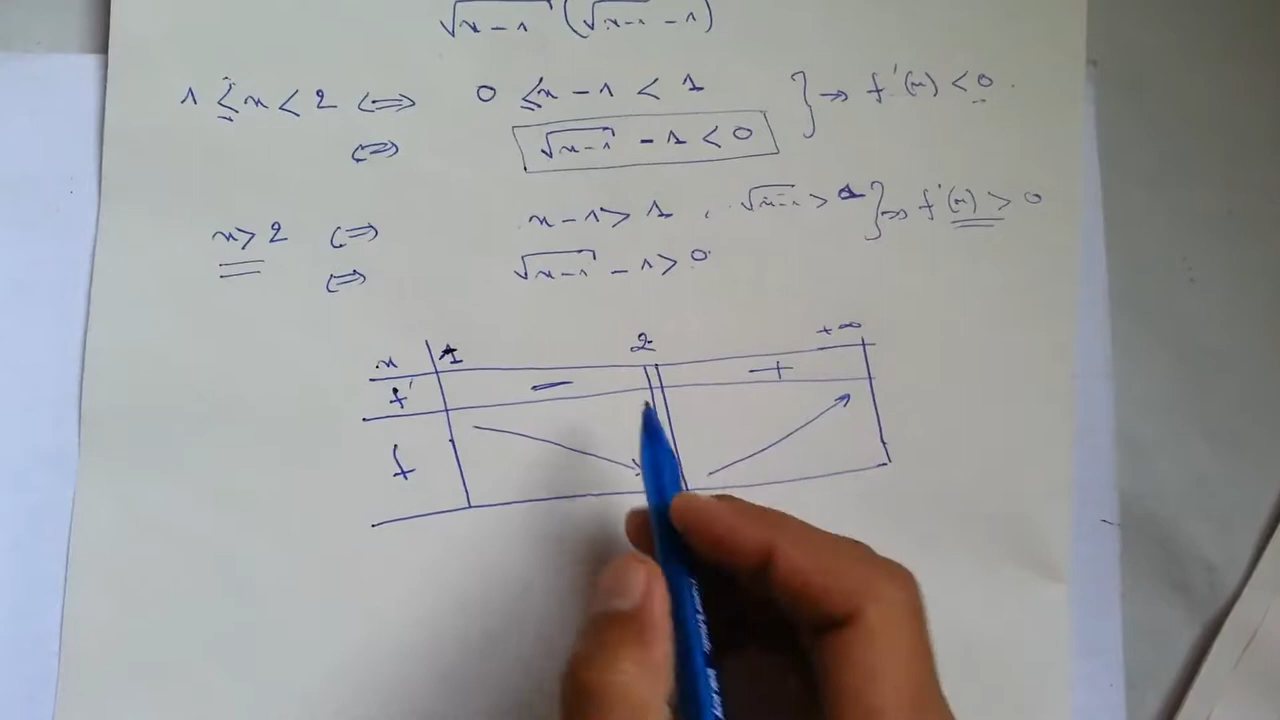 √(x-1) (√(x-1) - 1)
1 ≤ x < 2 ⇔ 0 ≤ x - 1 < 1 } → f'(x) < 0.
⇔ √(x-1) - 1 < 0
x > 2 ⇔ x - 1 > 1, √(x-1) > 1 } → f'(x) > 0
⇔ √(x-1) - 1 > 0
x 1 2 +∞
f' - +
f